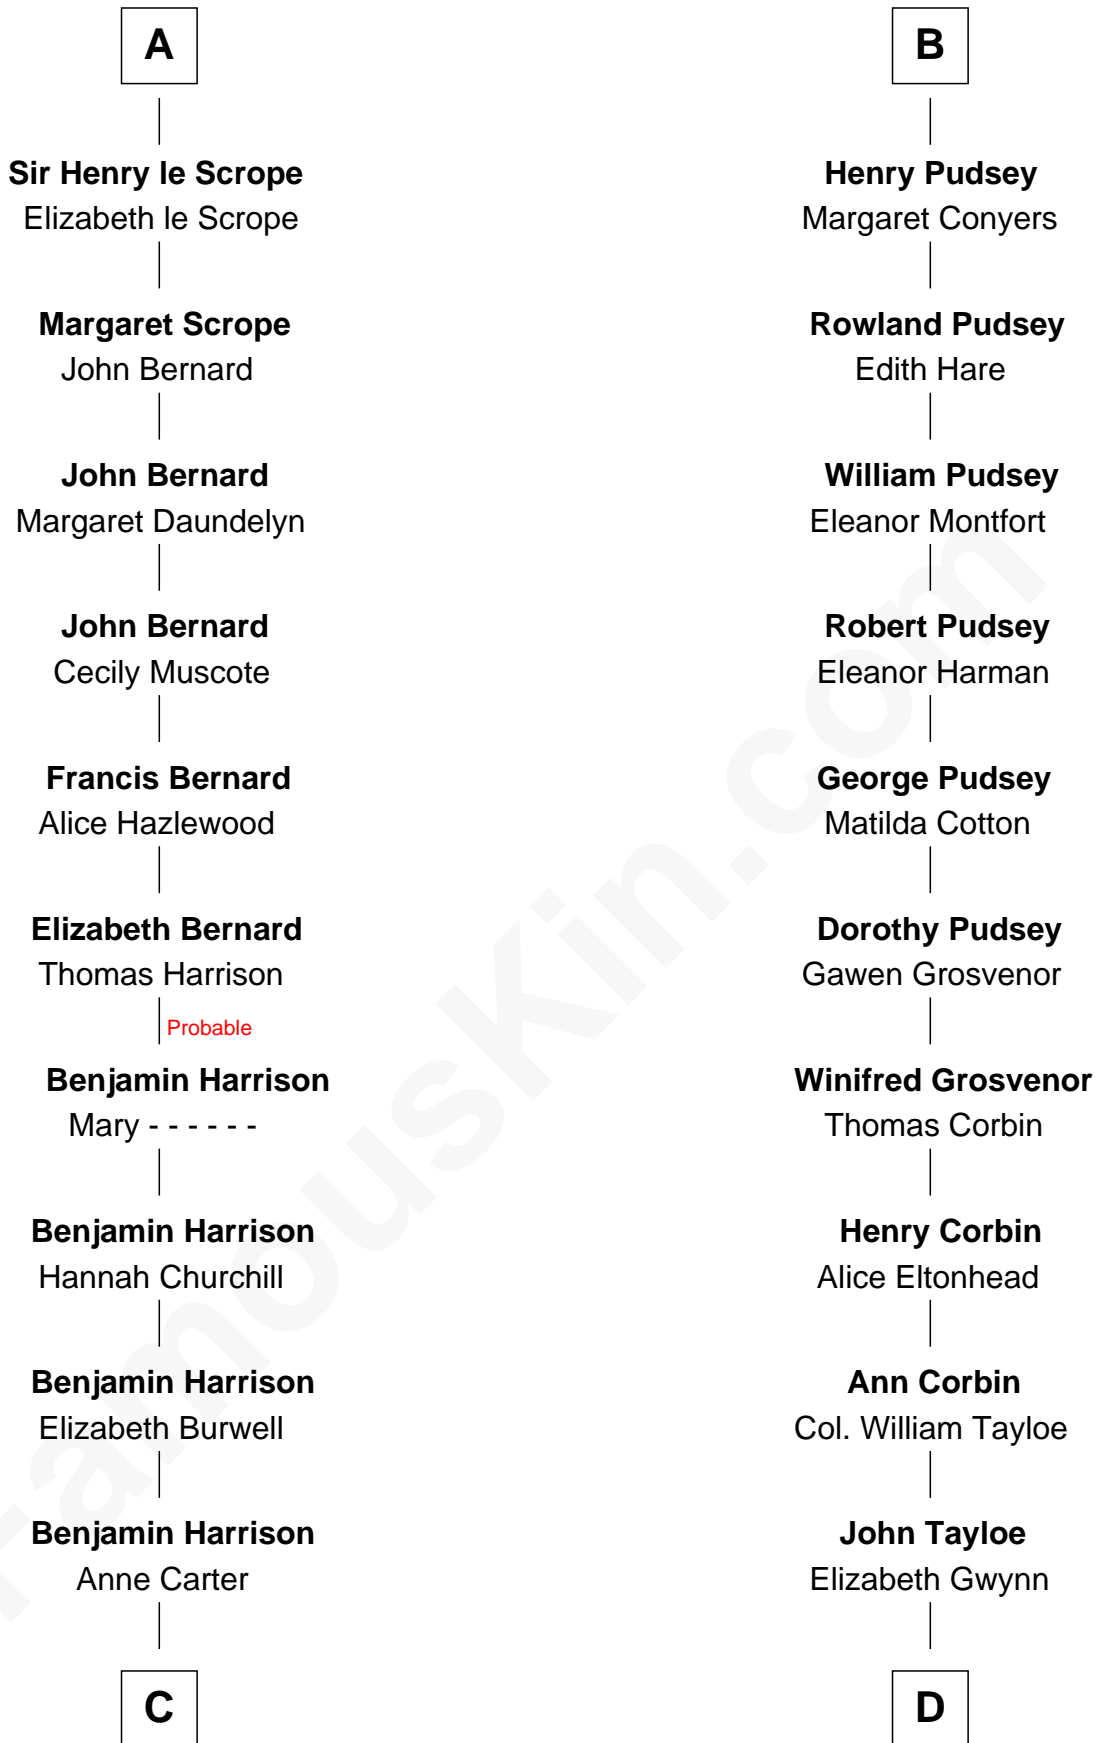 A
Sir Henry le Scrope
Elizabeth le Scrope
Margaret Scrope
John Bernard
John Bernard
Margaret Daundelyn
John Bernard
Cecily Muscote
Francis Bernard
Alice Hazlewood
Elizabeth Bernard
Thomas Harrison
Probable
Benjamin Harrison
Mary - - - - - -
Benjamin Harrison
Hannah Churchill
Benjamin Harrison
Elizabeth Burwell
Benjamin Harrison
Anne Carter
C
B
Henry Pudsey
Margaret Conyers
Rowland Pudsey
Edith Hare
William Pudsey
Eleanor Montfort
Robert Pudsey
Eleanor Harman
George Pudsey
Matilda Cotton
Dorothy Pudsey
Gawen Grosvenor
Winifred Grosvenor
Thomas Corbin
Henry Corbin
Alice Eltonhead
Ann Corbin
Col. William Tayloe
John Tayloe
Elizabeth Gwynn
D
FamousKin.com